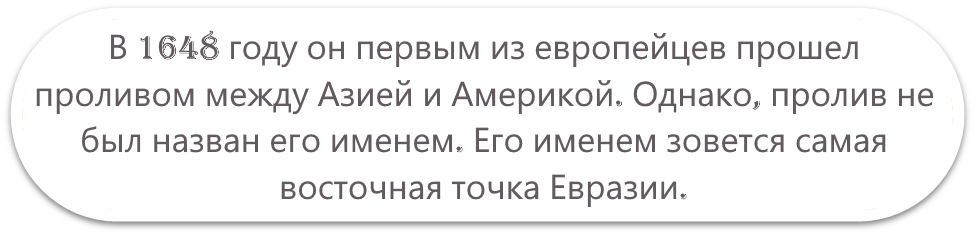 В 1648 году он первым из европейцев прошел
проливом между Азией и Америкой. Однако, пролив не
был назван его именем. Его именем зовется самая
восточная точка Евразии.